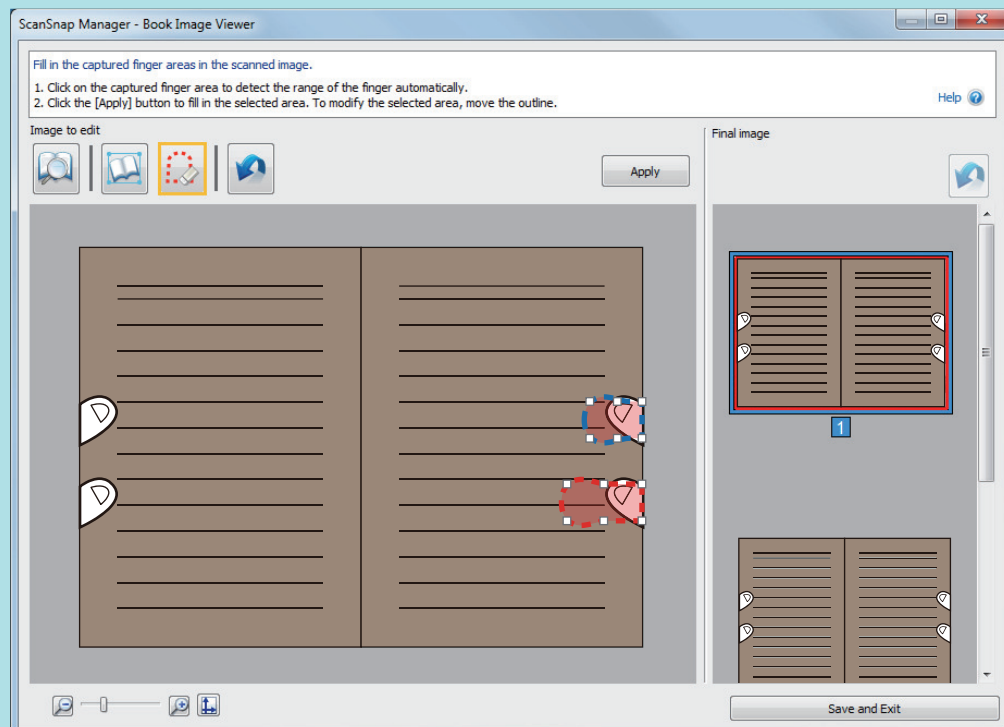 ScanSnap Manager - Book Image Viewer
Fill in the captured finger areas in the scanned image.
1. Click on the captured finger area to detect the range of the finger automatically.
2. Click the [Apply] button to fill in the selected area. To modify the selected area, move the outline.
Help ?
Image to edit
Final image
Apply
1
Save and Exit